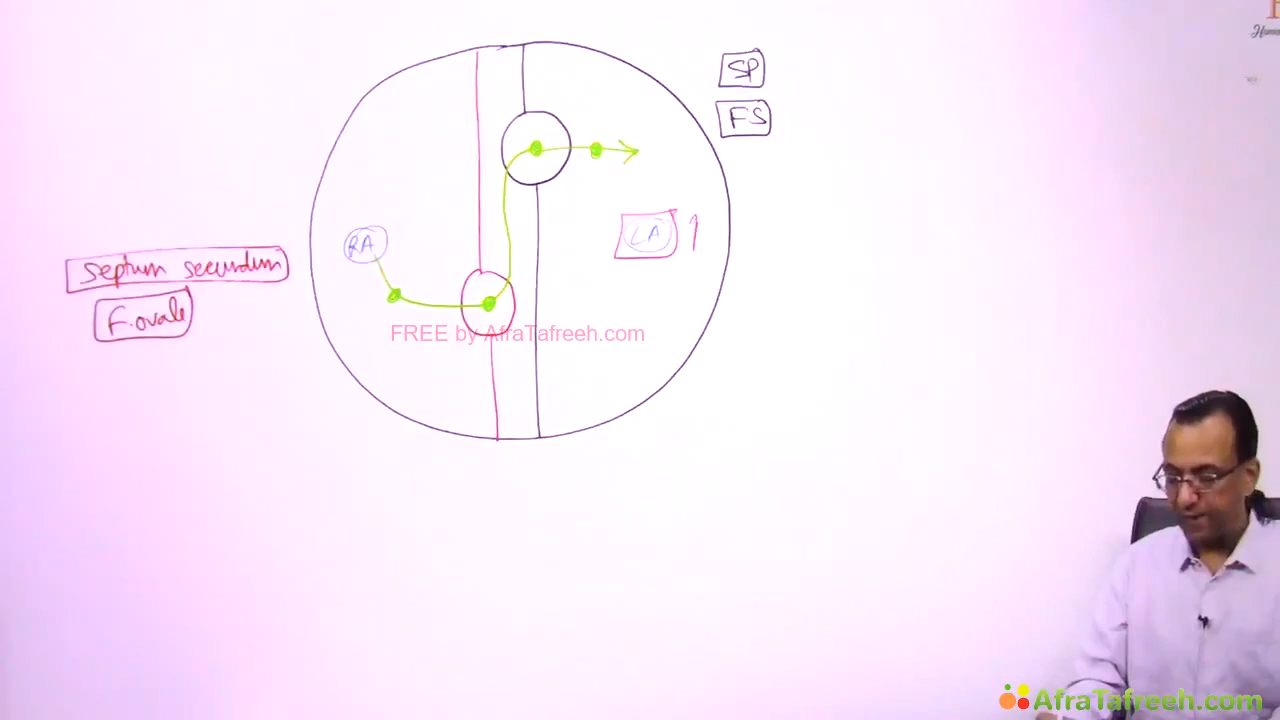 SP
FS
RA
LA
septum secundum
F.ovale
FREE by AfraTafreeh.com
AfraTafreeh.com